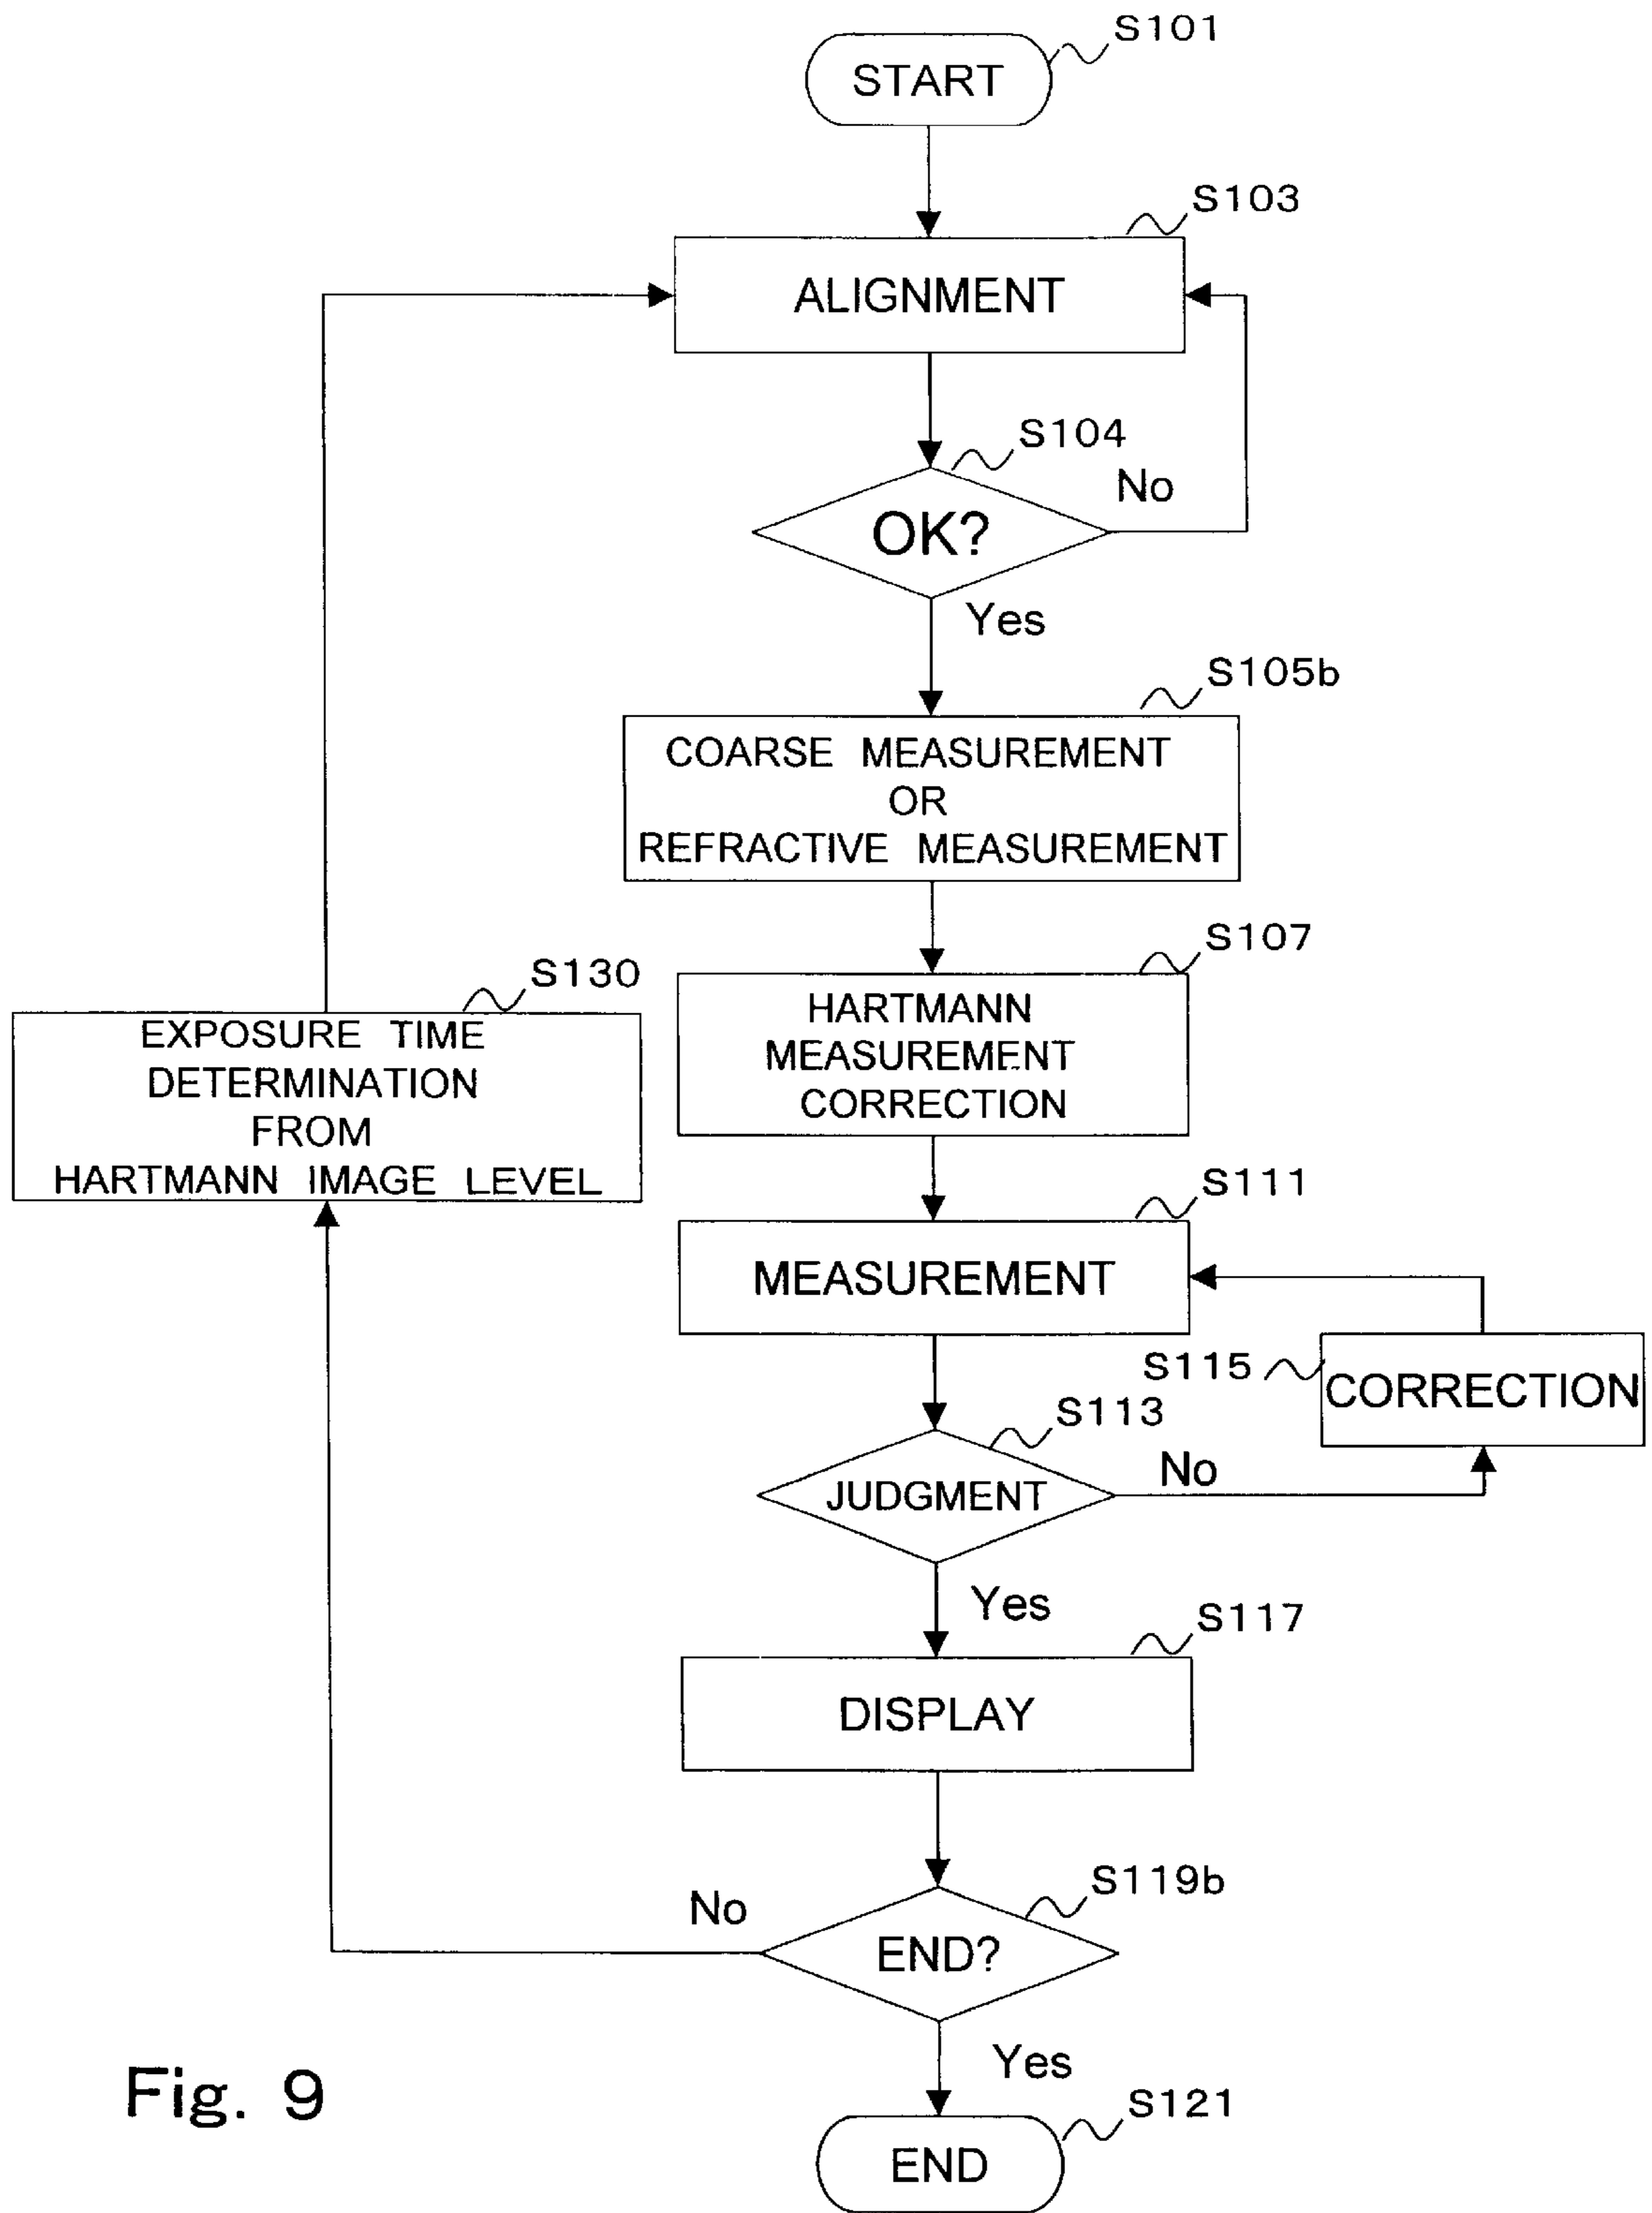 S101
START
S103
ALIGNMENT
S104
OK?
No
Yes
S105b
COARSE MEASUREMENT
OR
REFRACTIVE MEASUREMENT
S107
HARTMANN
MEASUREMENT
CORRECTION
S130
EXPOSURE TIME
DETERMINATION
FROM
HARTMANN IMAGE LEVEL
S111
MEASUREMENT
S115
CORRECTION
S113
JUDGMENT
No
Yes
S117
DISPLAY
S119b
END?
No
Yes
S121
END
Fig. 9